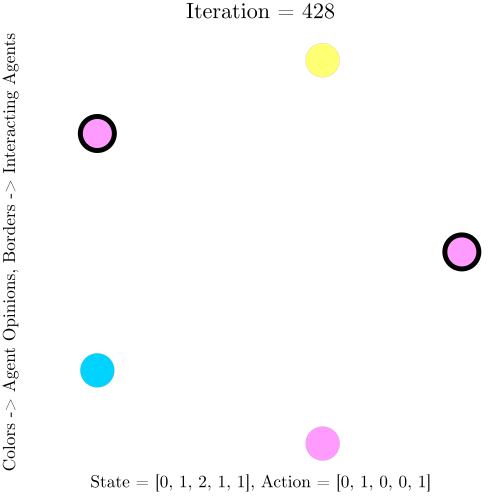 Iteration = 428
Colors -> Agent Opinions, Borders -> Interacting Agents
State = [0, 1, 2, 1, 1], Action = [0, 1, 0, 0, 1]